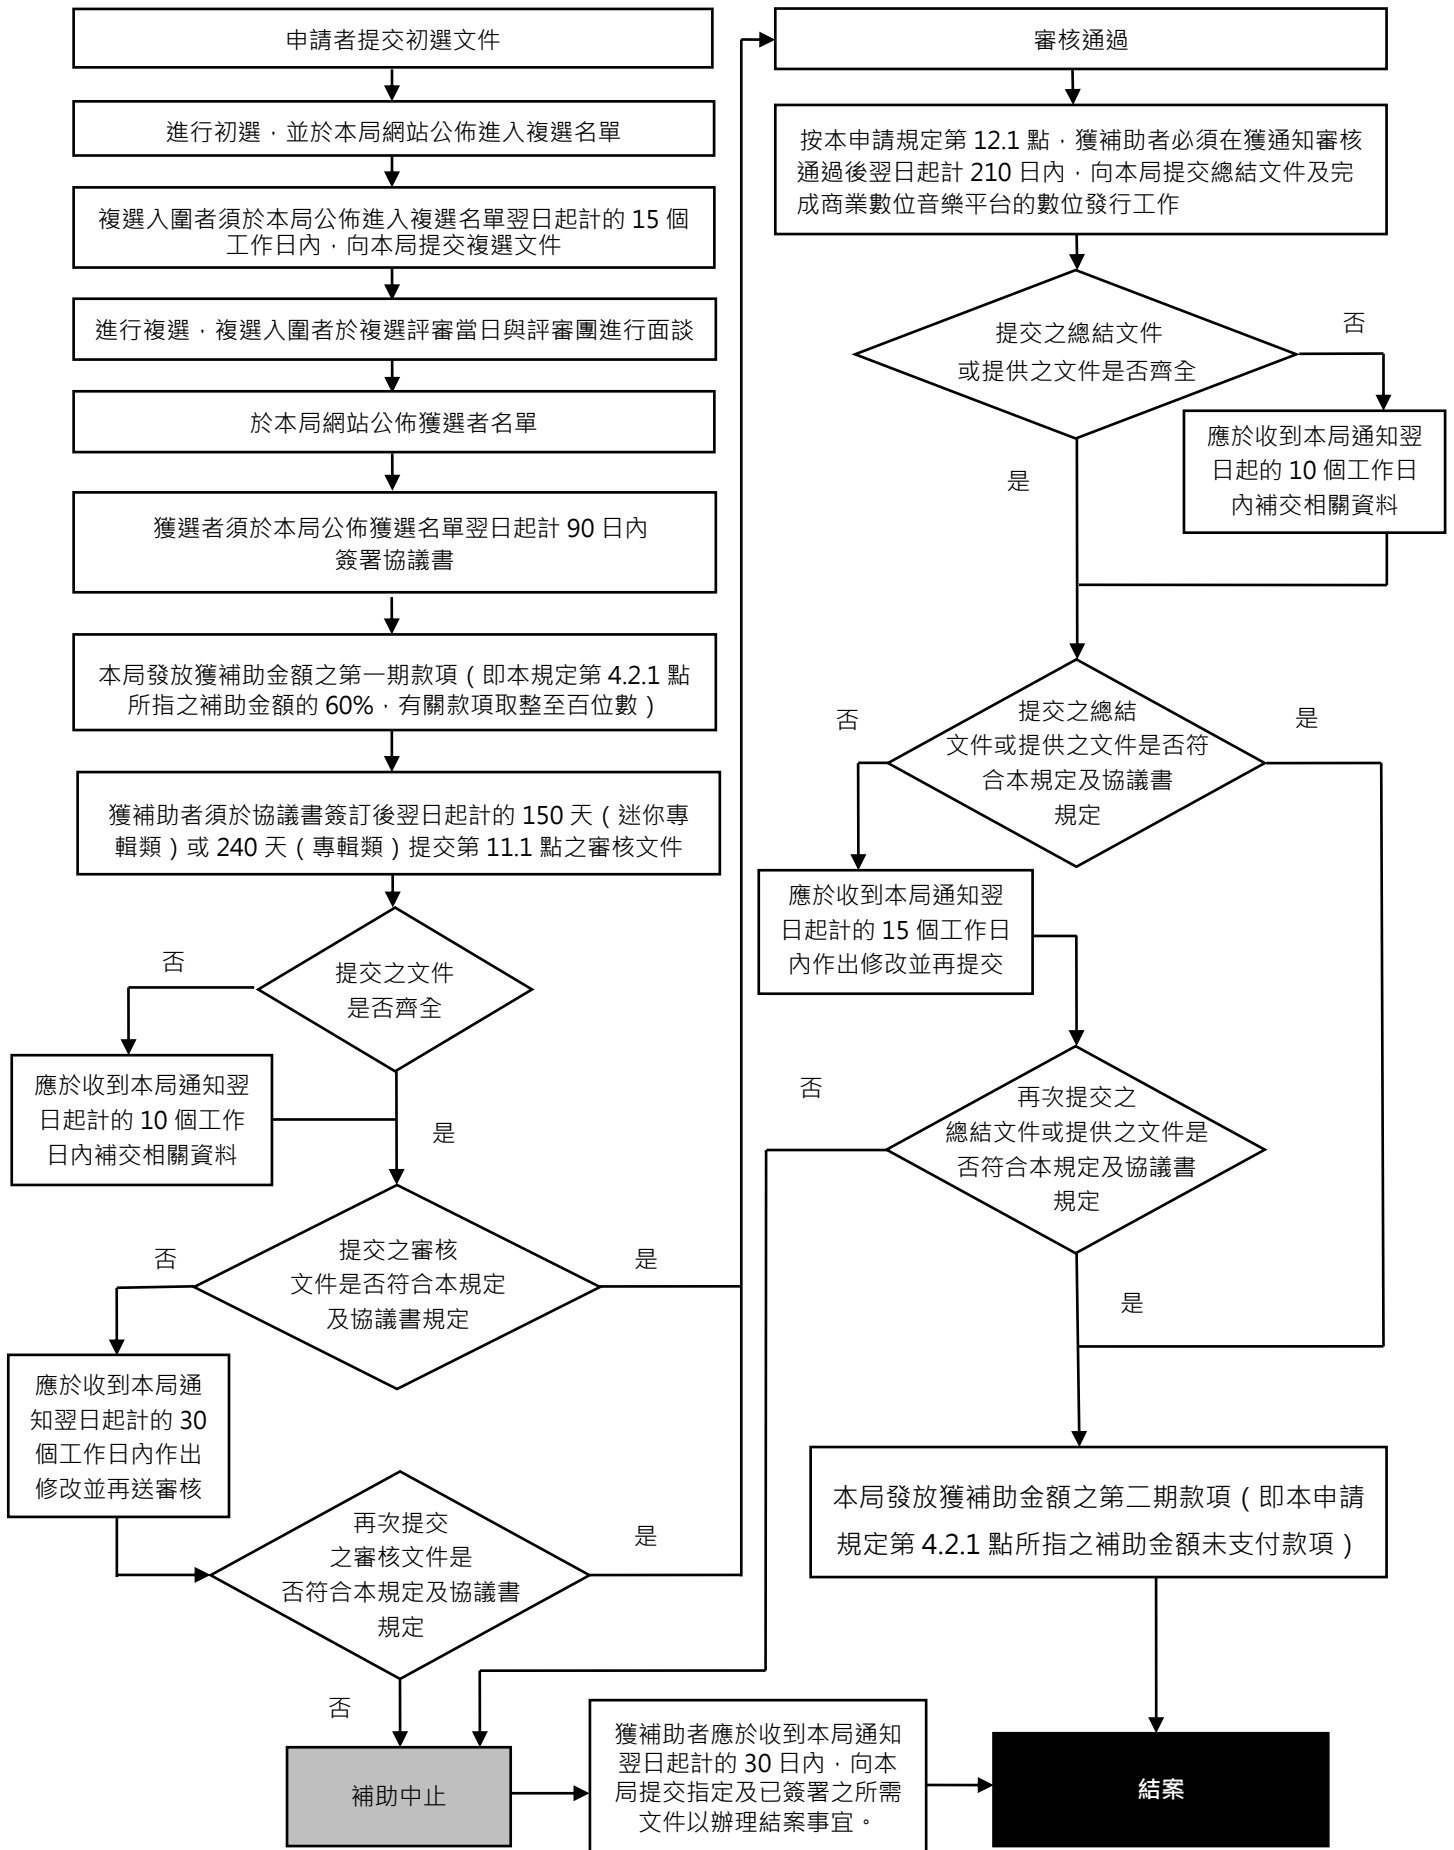 申請者提交初選文件
進行初選，並於本局網站公佈進入複選名單
複選入圍者須於本局公佈進入複選名單翌日起計的 15 個
工作日內，向本局提交複選文件
進行複選，複選入圍者於複選評審當日與評審團進行面談
於本局網站公佈獲選者名單
獲選者須於本局公佈獲選名單翌日起計 90 日內
簽署協議書
本局發放獲補助金額之第一期款項（即本規定第 4.2.1 點
所指之補助金額的 60%，有關款項取整至百位數）
獲補助者須於協議書簽訂後翌日起計的 150 天（迷你專
輯類）或 240 天（專輯類）提交第 11.1 點之審核文件
提交之文件
是否齊全
否
應於收到本局通知翌
日起計的 10 個工作
日內補交相關資料
是
提交之審核
文件是否符合本規定
及協議書規定
否
是
應於收到本局通
知翌日起計的 30
個工作日內作出
修改並再送審核
再次提交
之審核文件是
否符合本規定及協議書
規定
是
否
補助中止
獲補助者應於收到本局通知
翌日起計的 30 日內，向本
局提交指定及已簽署之所需
文件以辦理結案事宜。
審核通過
按本申請規定第 12.1 點，獲補助者必須在獲通知審核
通過後翌日起計 210 日內，向本局提交總結文件及完
成商業數位音樂平台的數位發行工作
提交之總結文件
或提供之文件是否齊全
否
應於收到本局通知翌
日起的 10 個工作日
內補交相關資料
是
提交之總結
文件或提供之文件是否符
合本規定及協議書
規定
否
是
應於收到本局通知翌
日起計的 15 個工作日
內作出修改並再提交
再次提交之
總結文件或提供之文件是
否符合本規定及協議書
規定
否
是
本局發放獲補助金額之第二期款項（即本申請
規定第 4.2.1 點所指之補助金額未支付款項）
結案